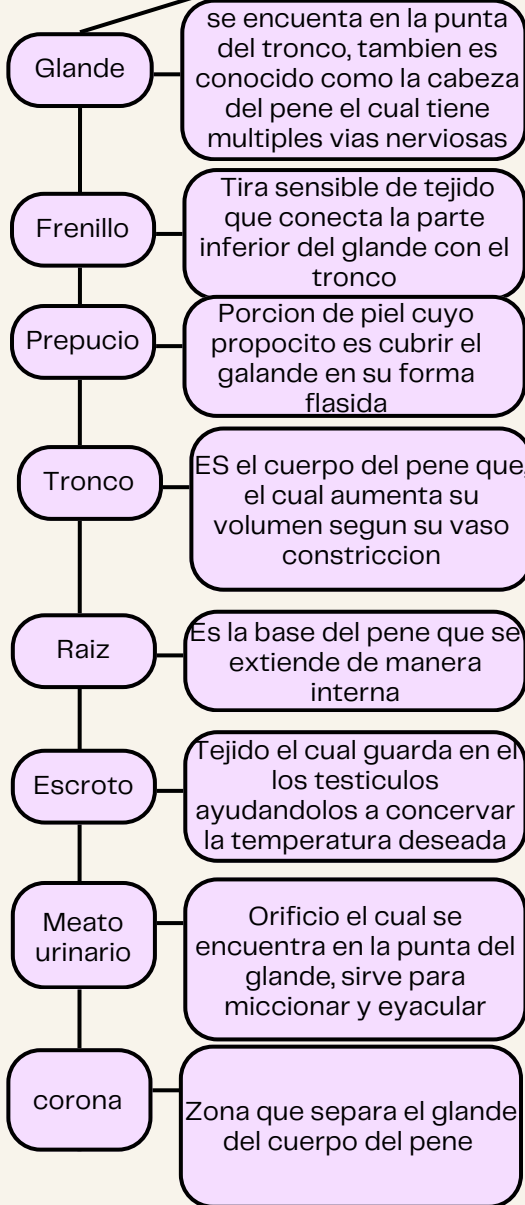 Glande
se encuenta en la punta
del tronco, tambien es
conocido como la cabeza
del pene el cual tiene
multiples vias nerviosas
Frenillo
Tira sensible de tejido
que conecta la parte
inferior del glande con el
tronco
Prepucio
Porcion de piel cuyo
propocito es cubrir el
galande en su forma
flasida
Tronco
ES el cuerpo del pene que,
el cual aumenta su
volumen segun su vaso
constriccion
Raiz
Es la base del pene que se
extiende de manera
interna
Escroto
Tejido el cual guarda en el
los testiculos
ayudandolos a concervar
la temperatura deseada
Meato
urinario
Orificio el cual se
encuentra en la punta del
glande, sirve para
miccionar y eyacular
corona
Zona que separa el glande
del cuerpo del pene